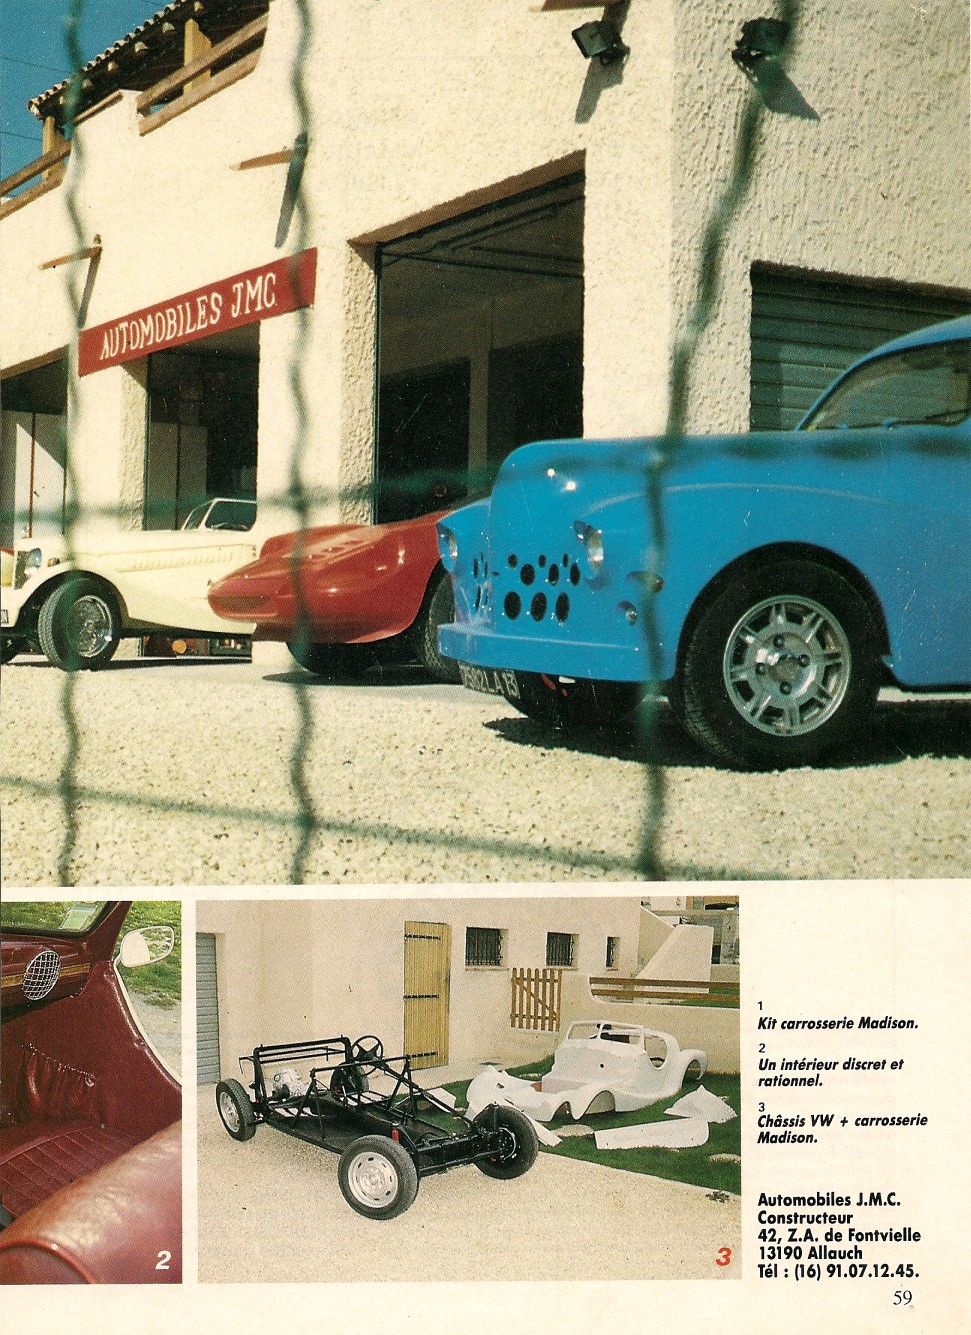 AUTOMOBILES JMC
2
3
1
Kit carrosserie Madison.
2
Un intérieur discret et
rationnel.
3
Châssis VW + carrosserie
Madison.
Automobiles J.M.C.
Constructeur
42, Z.A. de Fontvielle
13190 Allauch
Tél : (16) 91.07.12.45.
59